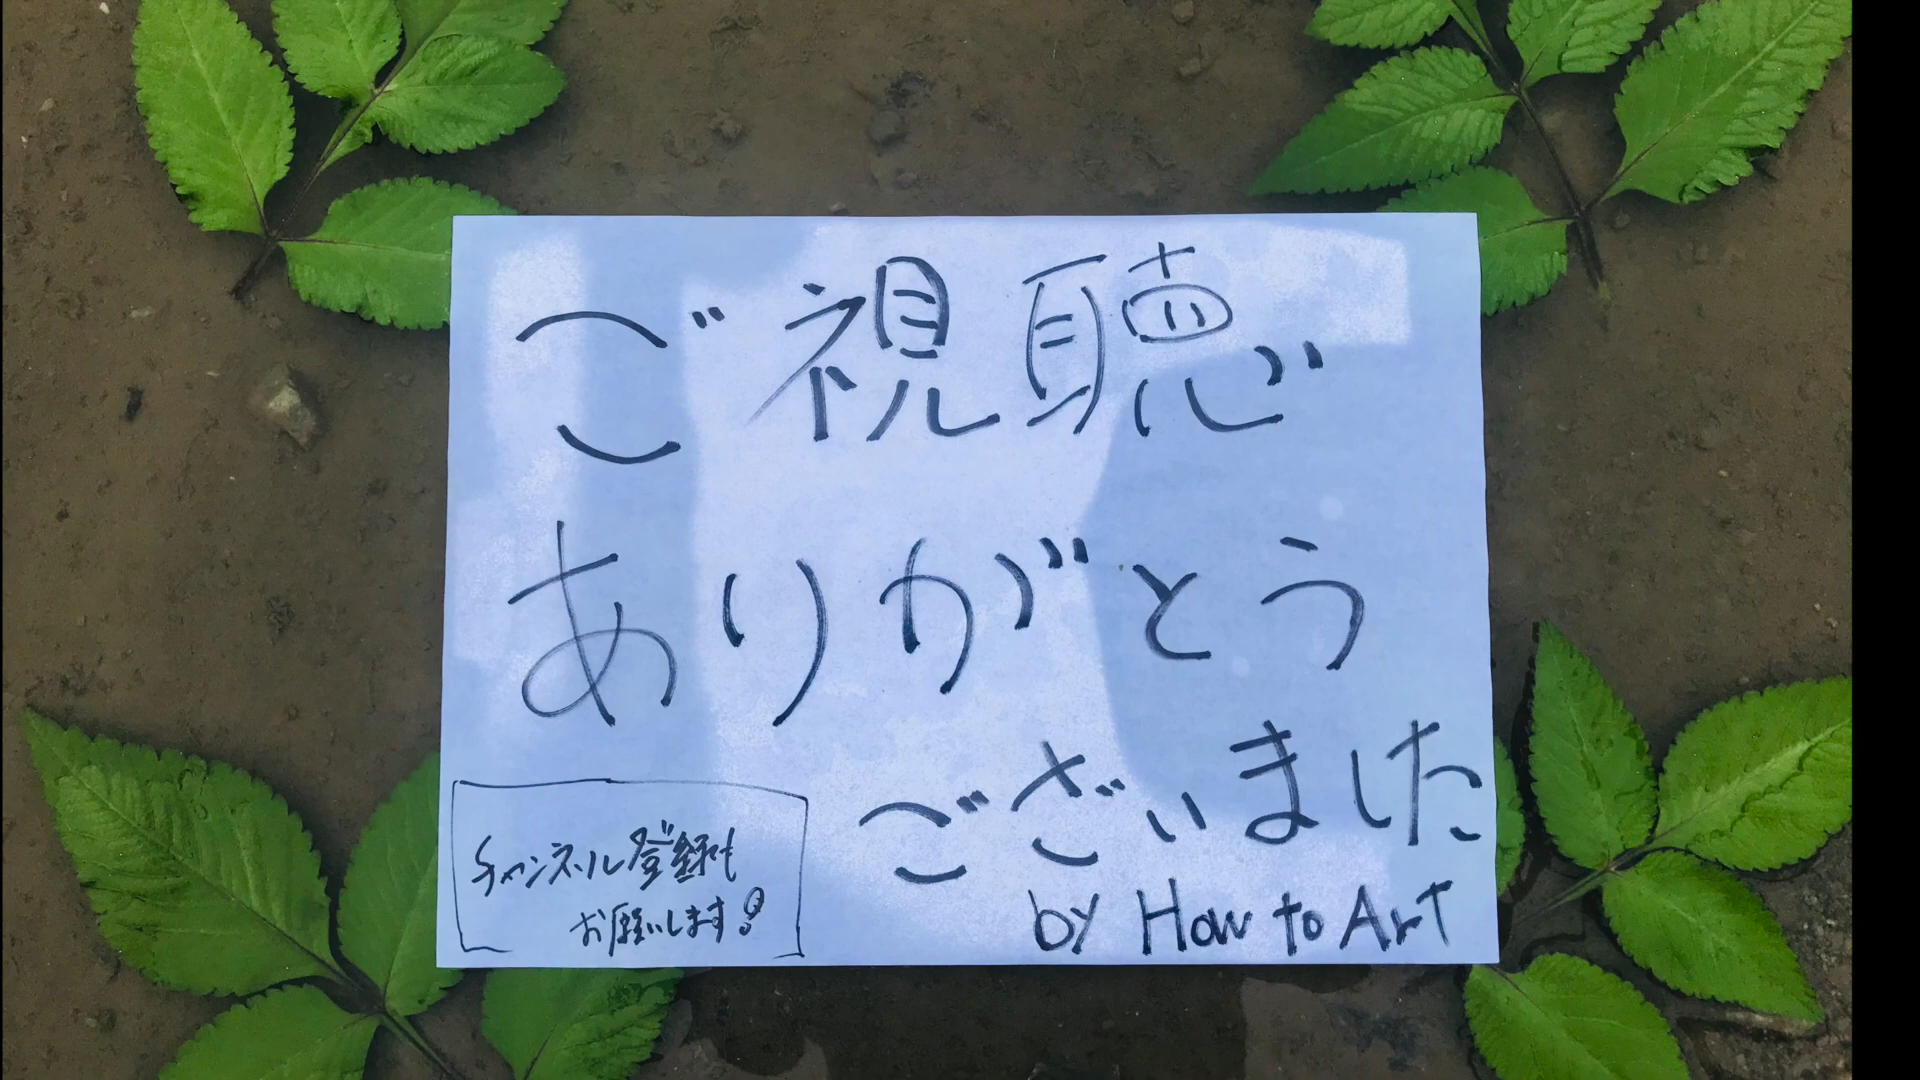 ご視聴
ありがとう
ございました
by How to Art
チャンネル登録も
お願いします!